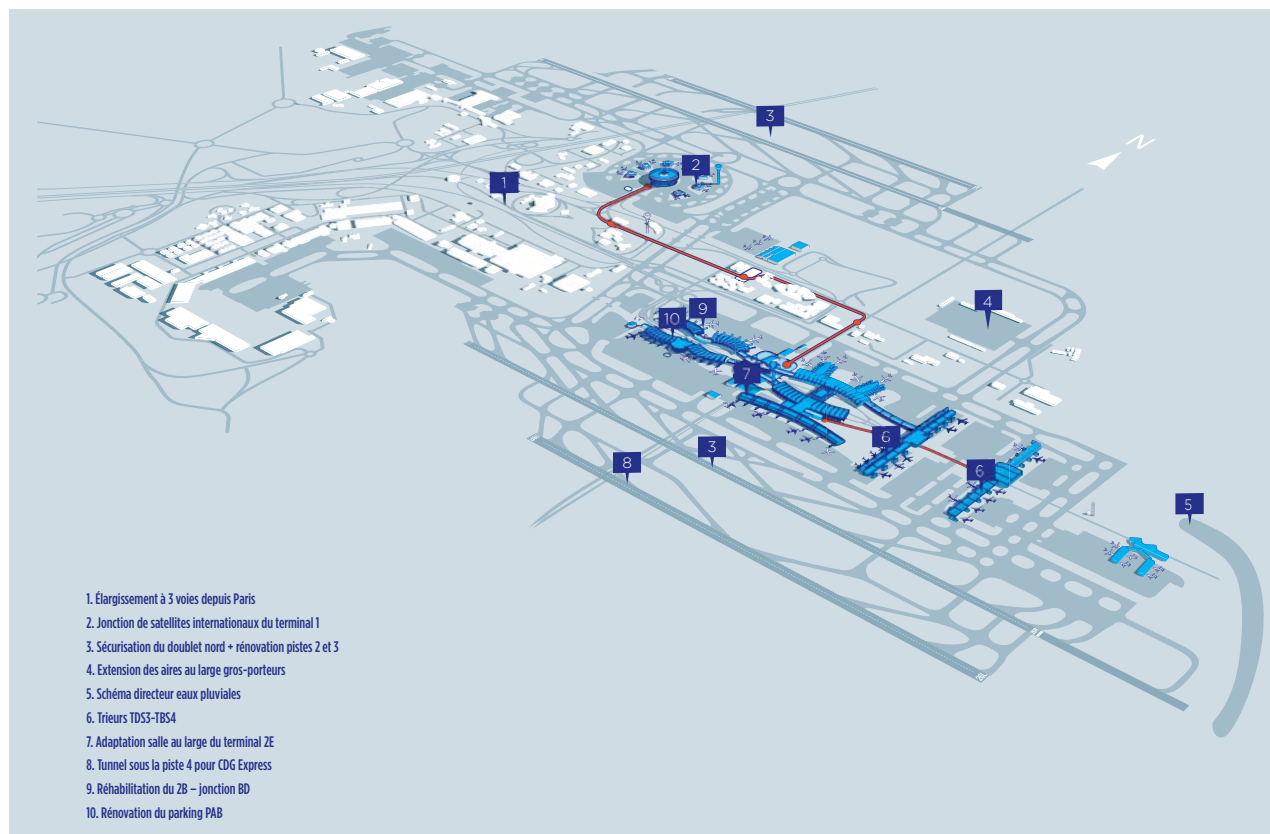 3
N
2
1
4
9
10
7
6
3
8
6
5
1. Élargissement à 3 voies depuis Paris
2. Jonction de satellites internationaux du terminal 1
3. Sécurisation du doublet nord + rénovation pistes 2 et 3
4. Extension des aires au large gros-porteurs
5. Schéma directeur eaux pluviales
6. Trieurs TDS3-TBS4
7. Adaptation salle au large du terminal 2E
8. Tunnel sous la piste 4 pour CDG Express
9. Réhabilitation du 2B – jonction BD
10. Rénovation du parking PAB